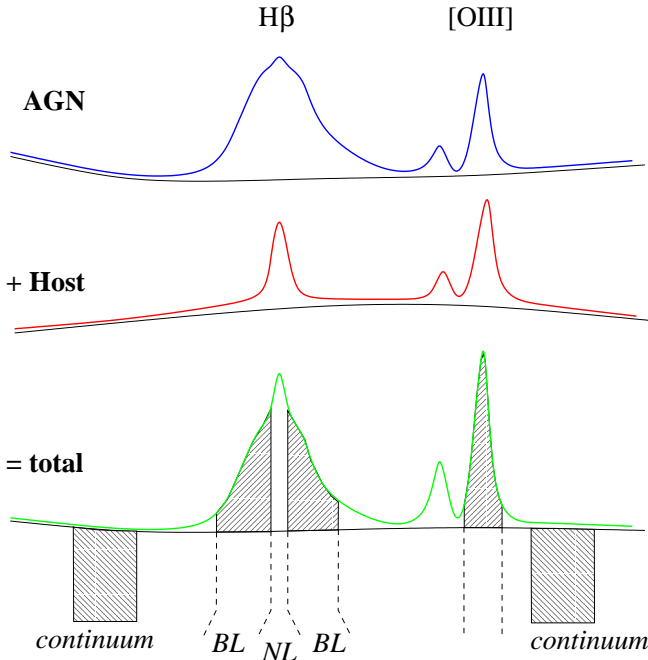 Hβ [OIII]
AGN
+ Host
= total
continuum BL NL BL continuum